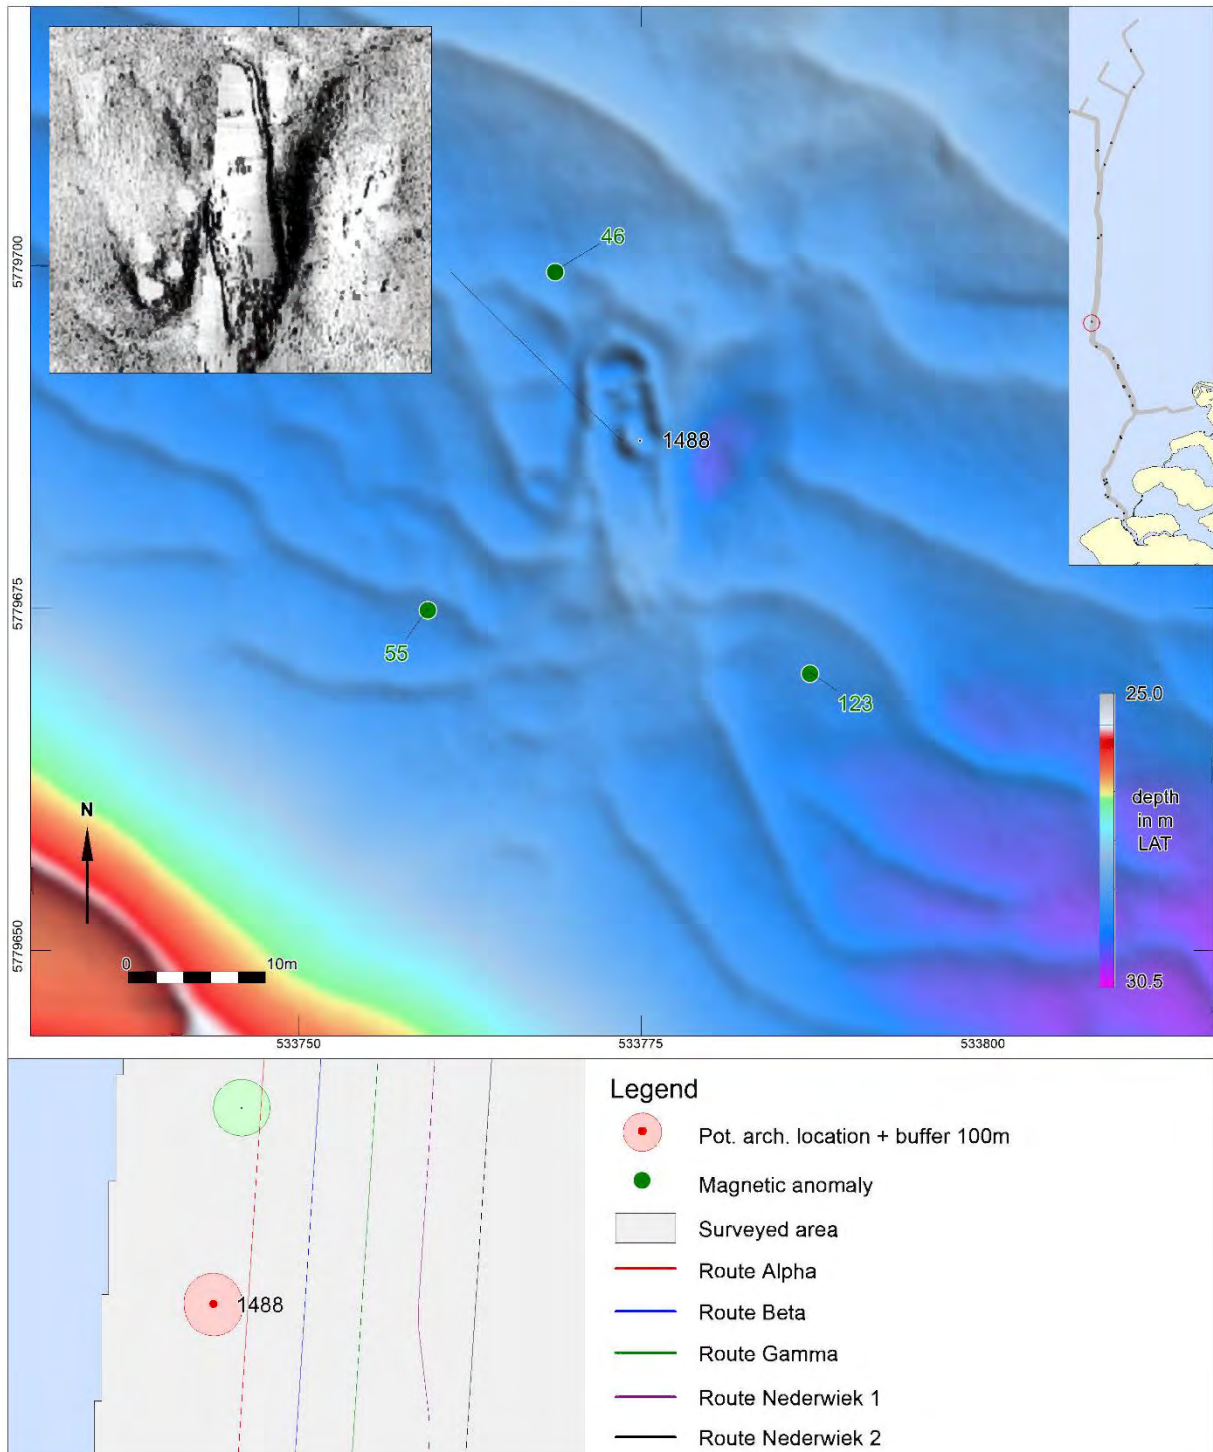 46
5779700
1488
5779675
55
123
25.0
depth
in m
LAT
30.5
N
5779650
0
10m
533750
533775
533800
1488
Legend
Pot. arch. location + buffer 100m
Magnetic anomaly
Surveyed area
Route Alpha
Route Beta
Route Gamma
Route Nederwiek 1
Route Nederwiek 2